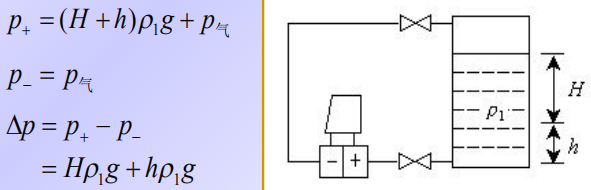 p₊ = (H + h)ρ₁g + p气
p₋ = p气
Δp = p₊ − p₋
= Hρ₁g + hρ₁g
ρ₁
H
h
− +